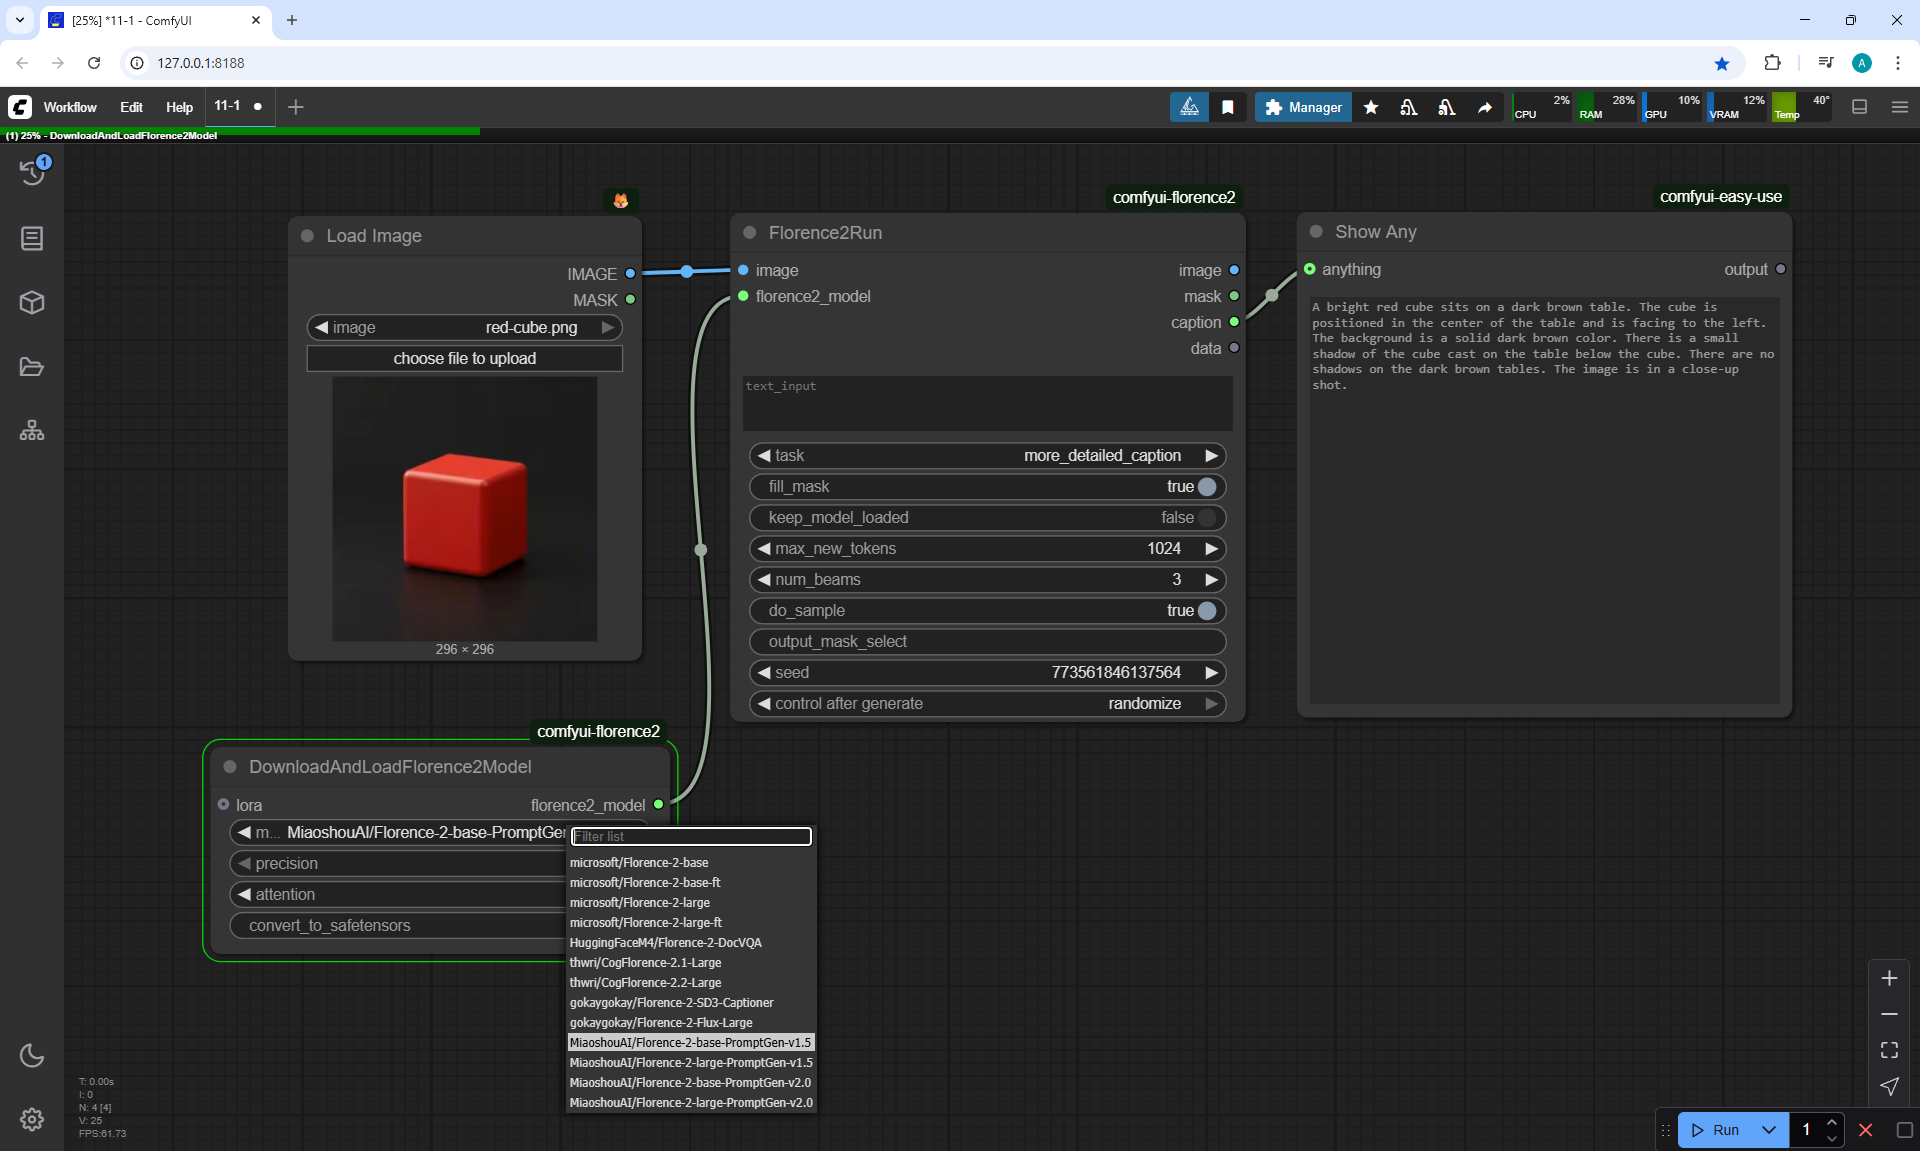 [25%] *11-1 - ComfyUI
127.0.0.1:8188
A
Workflow Edit Help 11-1
Manager
CPU 2%
RAM 28%
GPU 10%
VRAM 12%
Temp 40°
(1) 25% - DownloadAndLoadFlorence2Model
1
Load Image
IMAGE
MASK
image red-cube.png
choose file to upload
296 × 296
comfyui-florence2
Florence2Run
image image
florence2_model mask
caption
data
text_input
task more_detailed_caption
fill_mask true
keep_model_loaded false
max_new_tokens 1024
num_beams 3
do_sample true
output_mask_select
seed 773561846137564
control after generate randomize
comfyui-easy-use
Show Any
anything output
A bright red cube sits on a dark brown table. The cube is
positioned in the center of the table and is facing to the left.
The background is a solid dark brown color. There is a small
shadow of the cube cast on the table below the cube. There are no
shadows on the dark brown tables. The image is in a close-up
shot.
comfyui-florence2
DownloadAndLoadFlorence2Model
lora florence2_model
m... MiaoshouAI/Florence-2-base-PromptGen
precision
attention
convert_to_safetensors
Filter list
microsoft/Florence-2-base
microsoft/Florence-2-base-ft
microsoft/Florence-2-large
microsoft/Florence-2-large-ft
HuggingFaceM4/Florence-2-DocVQA
thwri/CogFlorence-2.1-Large
thwri/CogFlorence-2.2-Large
gokaygokay/Florence-2-SD3-Captioner
gokaygokay/Florence-2-Flux-Large
MiaoshouAI/Florence-2-base-PromptGen-v1.5
MiaoshouAI/Florence-2-large-PromptGen-v1.5
MiaoshouAI/Florence-2-base-PromptGen-v2.0
MiaoshouAI/Florence-2-large-PromptGen-v2.0
T: 0.00s
I: 0
N: 4 [4]
V: 25
FPS:61.73
Run 1